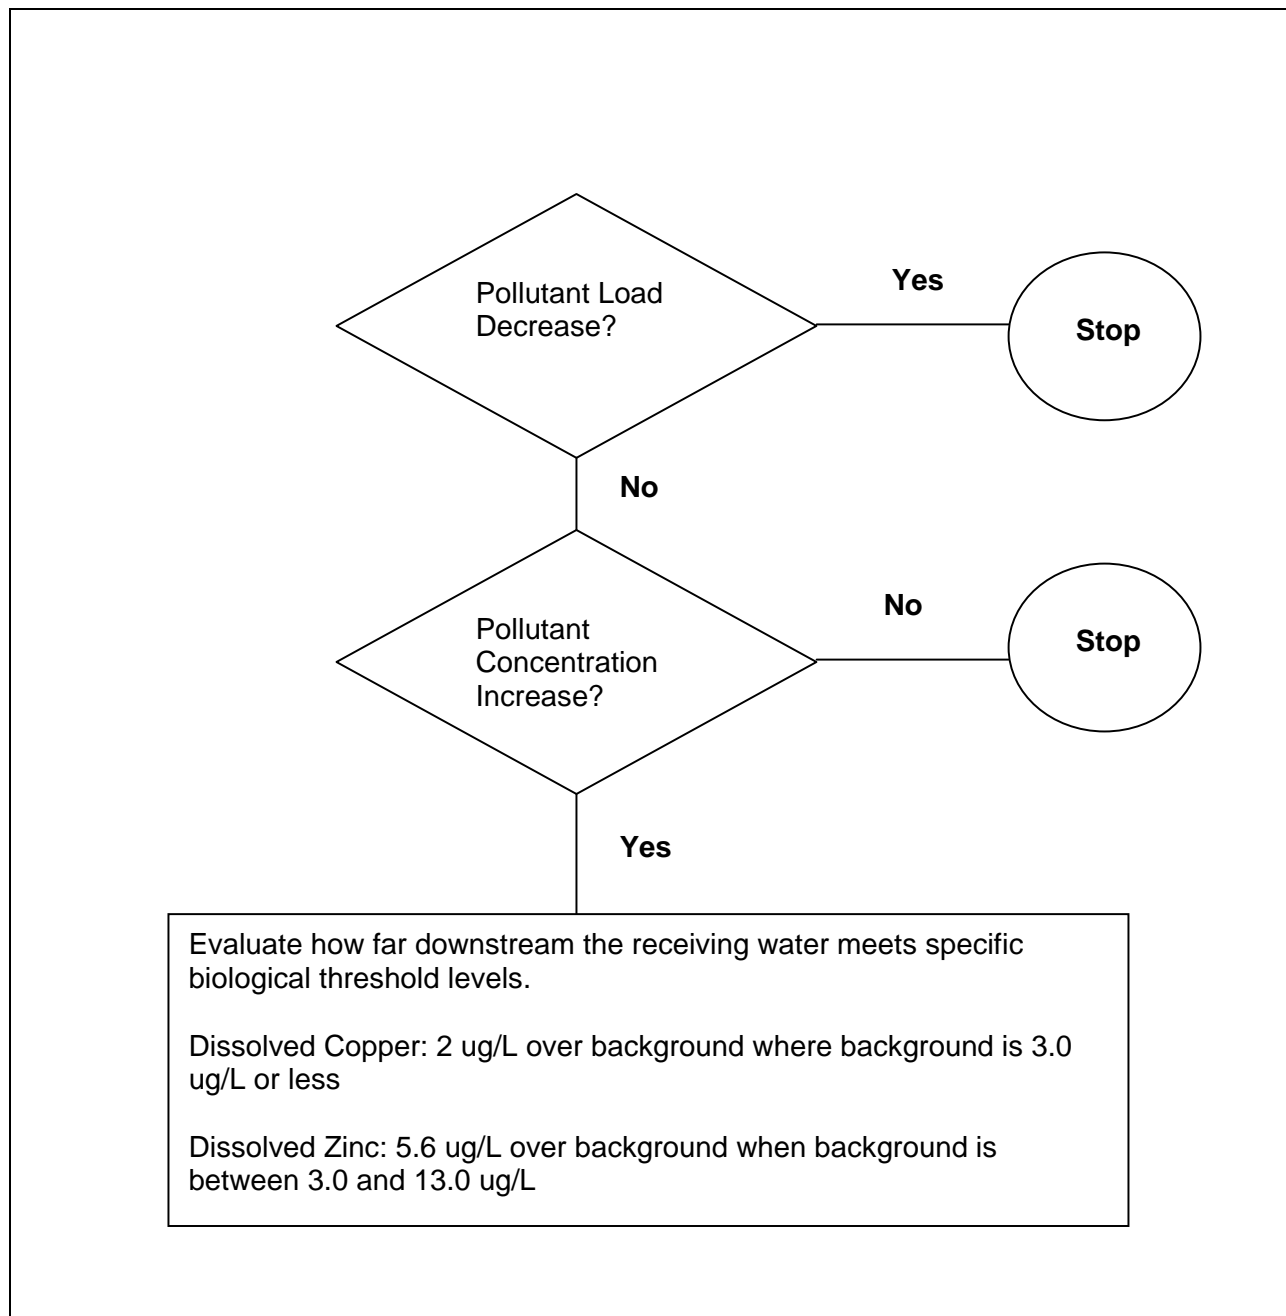 Pollutant Load
Decrease?
Yes
Stop
No
Pollutant
Concentration
Increase?
No
Stop
Yes
Evaluate how far downstream the receiving water meets specific
biological threshold levels.
Dissolved Copper: 2 ug/L over background where background is 3.0
ug/L or less
Dissolved Zinc: 5.6 ug/L over background when background is
between 3.0 and 13.0 ug/L